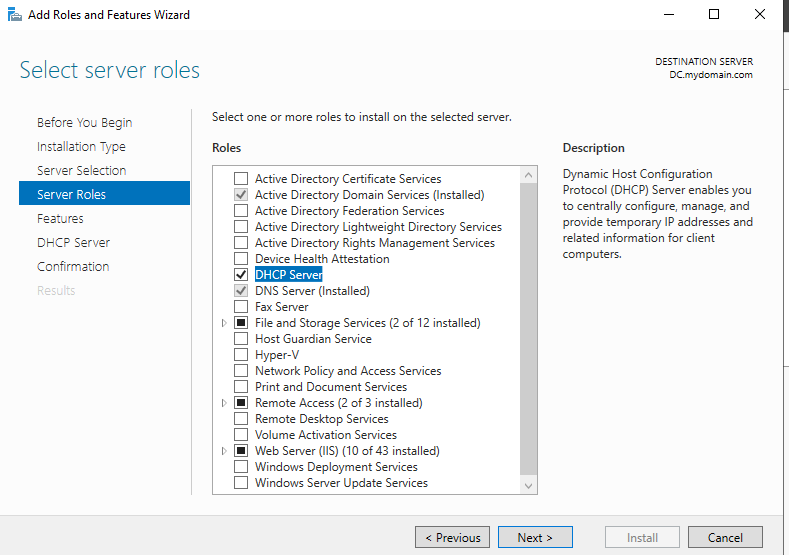 Add Roles and Features Wizard
Select server roles
DESTINATION SERVER
DC.mydomain.com
Before You Begin
Installation Type
Server Selection
Server Roles
Features
DHCP Server
Confirmation
Results
Select one or more roles to install on the selected server.
Roles
Active Directory Certificate Services
Active Directory Domain Services (Installed)
Active Directory Federation Services
Active Directory Lightweight Directory Services
Active Directory Rights Management Services
Device Health Attestation
DHCP Server
DNS Server (Installed)
Fax Server
File and Storage Services (2 of 12 installed)
Host Guardian Service
Hyper-V
Network Policy and Access Services
Print and Document Services
Remote Access (2 of 3 installed)
Remote Desktop Services
Volume Activation Services
Web Server (IIS) (10 of 43 installed)
Windows Deployment Services
Windows Server Update Services
Description
Dynamic Host Configuration
Protocol (DHCP) Server enables you
to centrally configure, manage, and
provide temporary IP addresses and
related information for client
computers.
< Previous
Next >
Install
Cancel